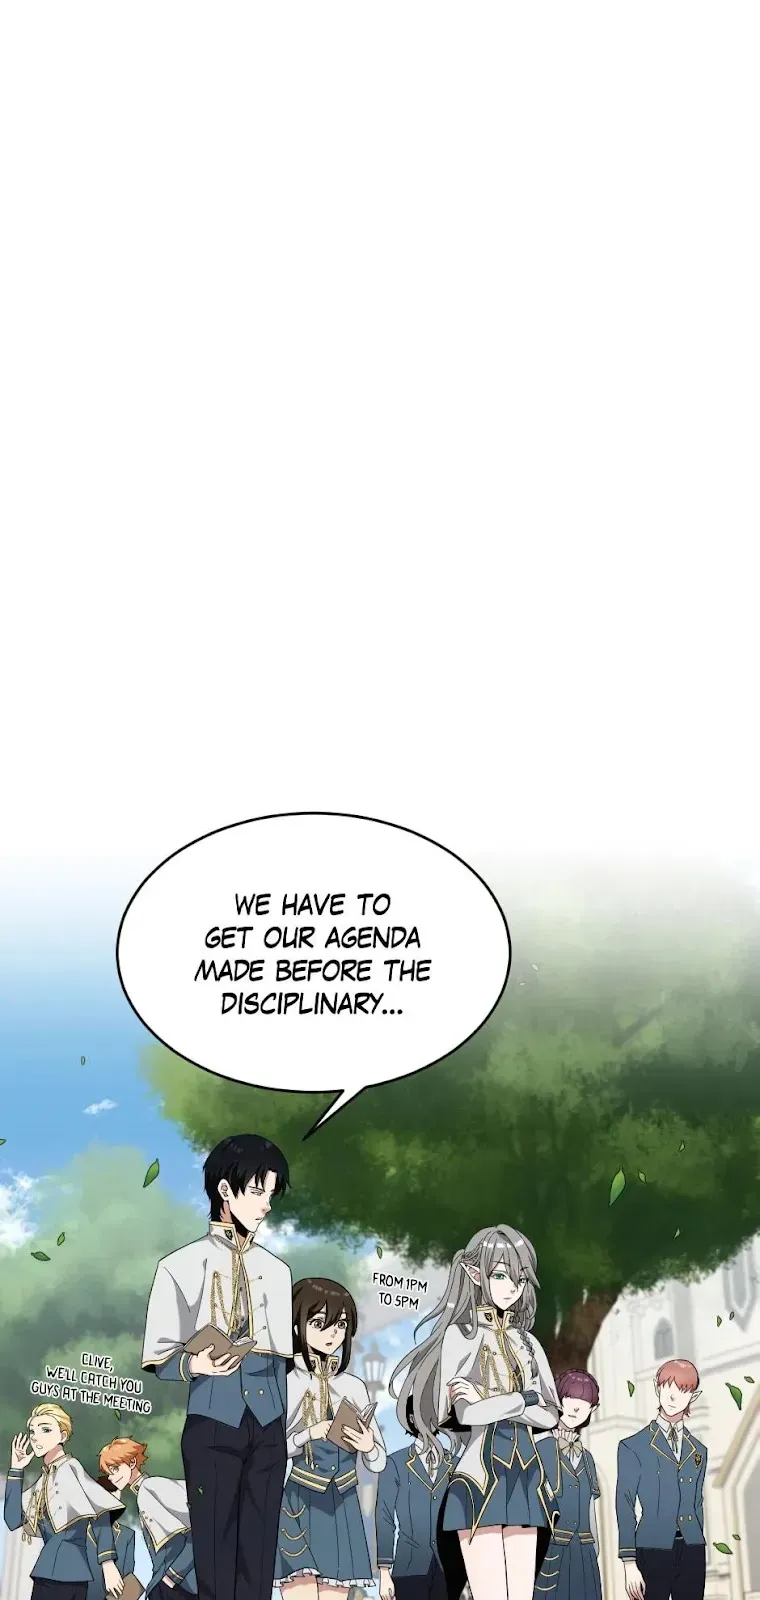 WE HAVE TO
GET OUR AGENDA
MADE BEFORE THE
DISCIPLINARY...
FROM 1PM
TO 5PM
CLIVE,
WE'LL CATCH YOU
GUYS AT THE MEETING